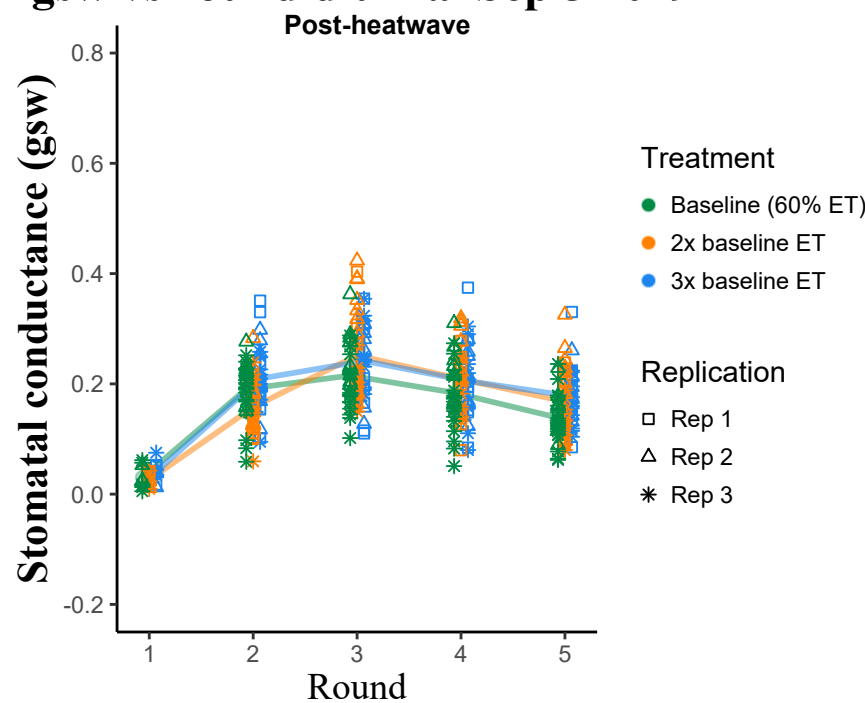 Post-heatwave
Stomatal conductance (gsw)
0.8
0.6
0.4
0.2
0.0
-0.2
1 2 3 4 5
Round
Treatment
Baseline (60% ET)
2x baseline ET
3x baseline ET
Replication
Rep 1
Rep 2
Rep 3